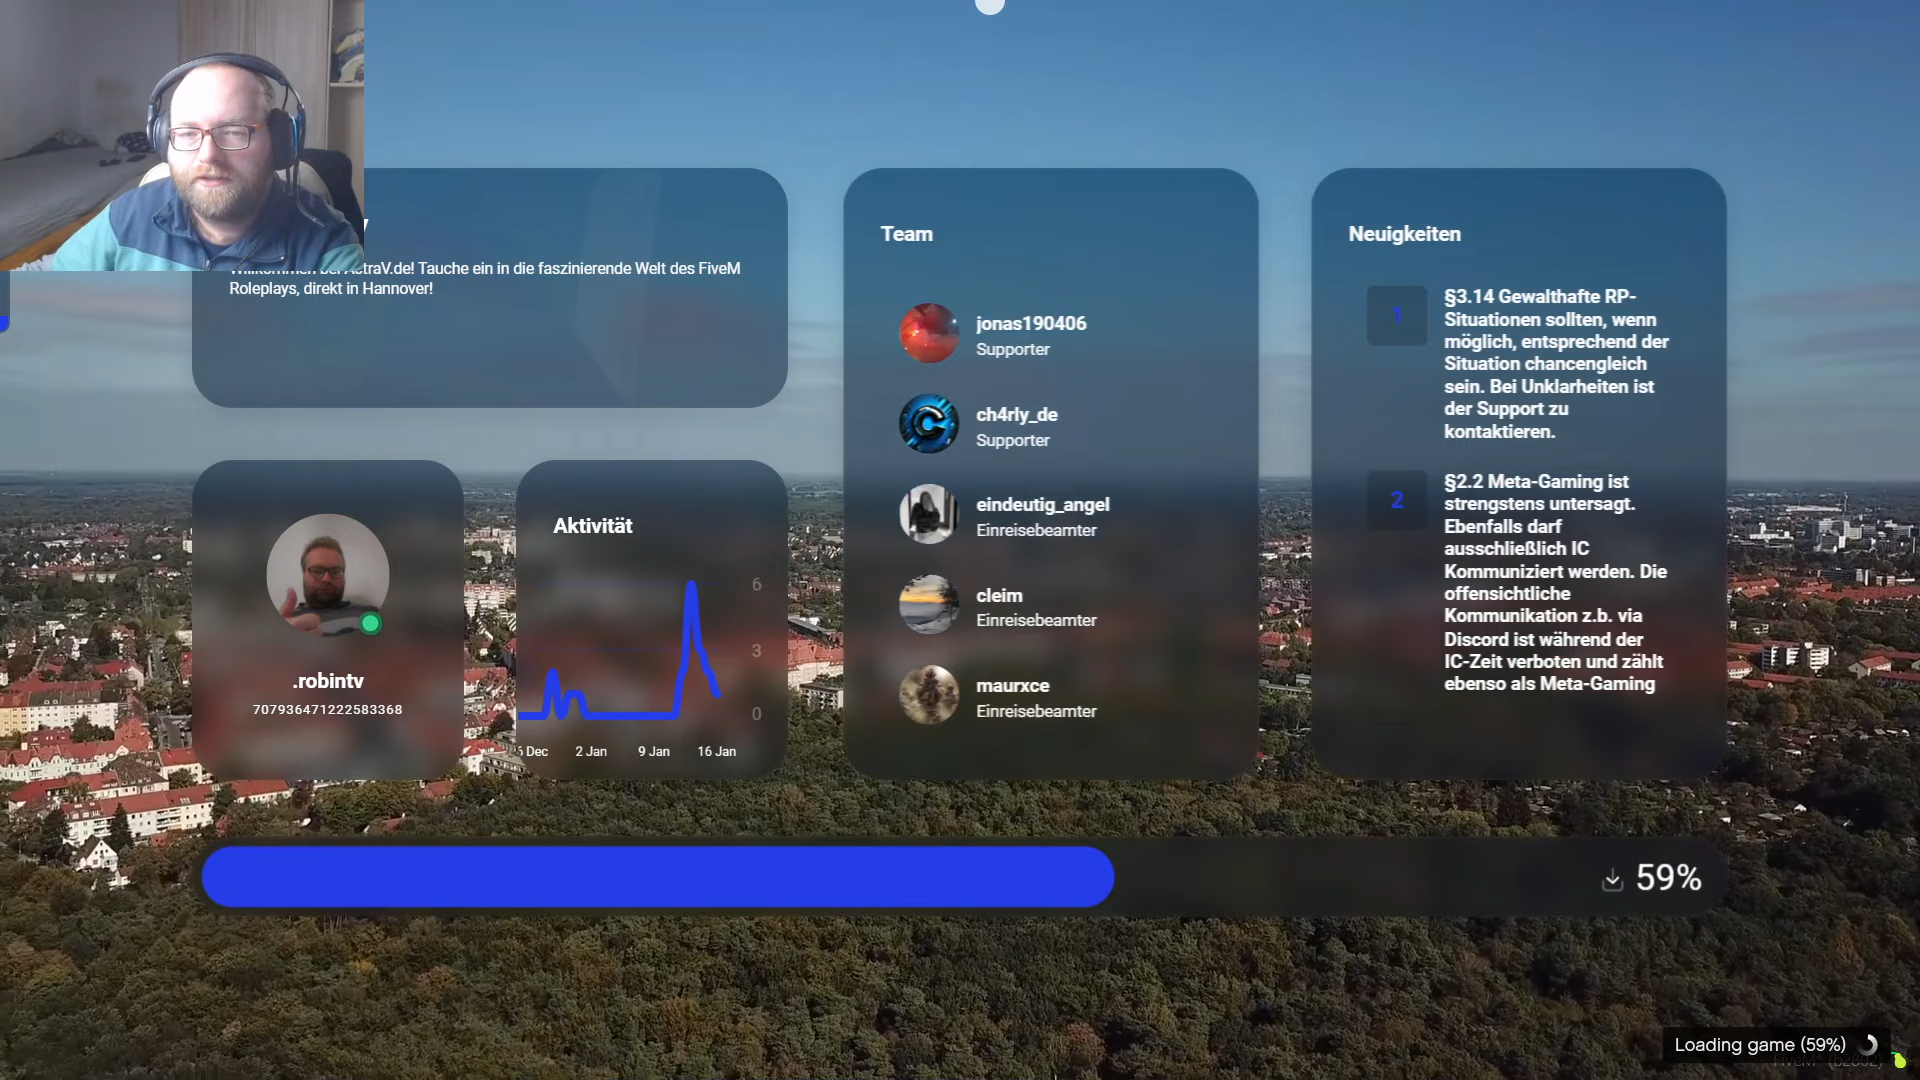 Willkommen bei AstraV.de! Tauche ein in die faszinierende Welt des FiveM
Roleplays, direkt in Hannover!
.robintv
707936471222583368
Aktivität
6
3
0
Dec
2 Jan
9 Jan
16 Jan
Team
jonas190406
Supporter
ch4rly_de
Supporter
eindeutig_angel
Einreisebeamter
cleim
Einreisebeamter
maurxce
Einreisebeamter
Neuigkeiten
1
§3.14 Gewalthafte RP-
Situationen sollten, wenn
möglich, entsprechend der
Situation chancengleich
sein. Bei Unklarheiten ist
der Support zu
kontaktieren.
2
§2.2 Meta-Gaming ist
strengstens untersagt.
Ebenfalls darf
ausschließlich IC
Kommuniziert werden. Die
offensichtliche
Kommunikation z.b. via
Discord ist während der
IC-Zeit verboten und zählt
ebenso als Meta-Gaming
59%
Loading game (59%)